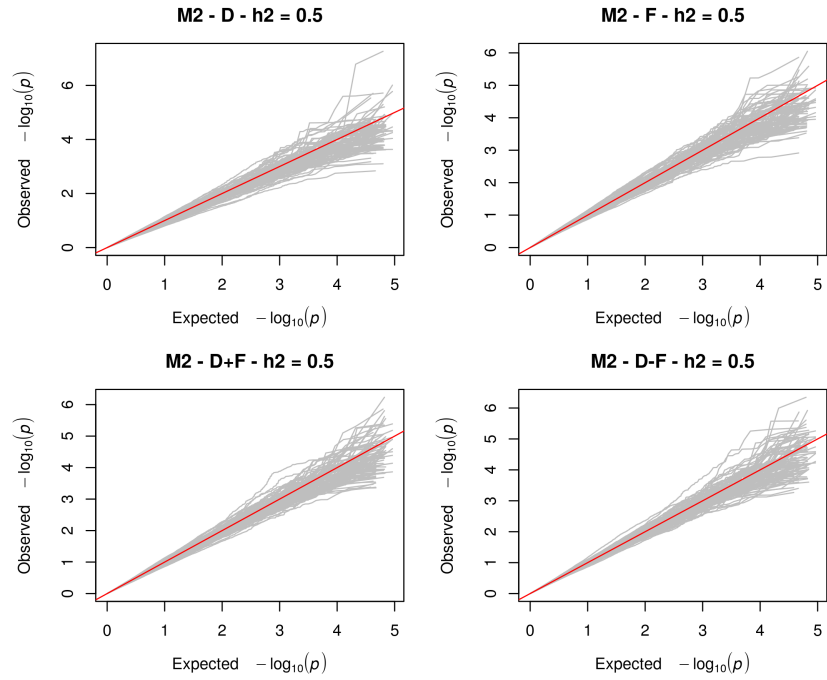 M2 - D - h2 = 0.5
Observed −log10(p)
0 2 4 6
0 1 2 3 4 5
Expected −log10(p)
M2 - F - h2 = 0.5
Observed −log10(p)
0 1 2 3 4 5 6
0 1 2 3 4 5
Expected −log10(p)
M2 - D+F - h2 = 0.5
Observed −log10(p)
0 1 2 3 4 5 6
0 1 2 3 4 5
Expected −log10(p)
M2 - D-F - h2 = 0.5
Observed −log10(p)
0 1 2 3 4 5 6
0 1 2 3 4 5
Expected −log10(p)